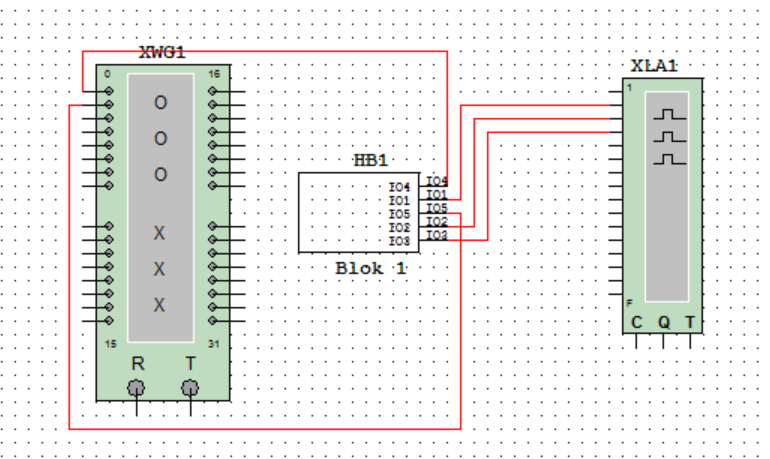 XWG1
0 16
O
O
O
X
X
X
15 31
R T
HB1
IO4 IO4
IO1 IO1
IO5 IO5
IO2 IO2
IO3 IO3
Blok 1
XLA1
1
F
C Q T